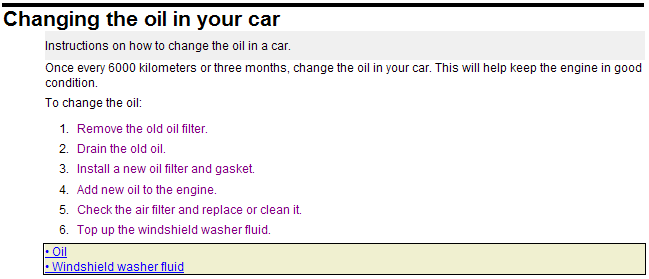 Changing the oil in your car
Instructions on how to change the oil in a car.
Once every 6000 kilometers or three months, change the oil in your car. This will help keep the engine in good
condition.
To change the oil:
1. Remove the old oil filter.
2. Drain the old oil.
3. Install a new oil filter and gasket.
4. Add new oil to the engine.
5. Check the air filter and replace or clean it.
6. Top up the windshield washer fluid.
• Oil
• Windshield washer fluid